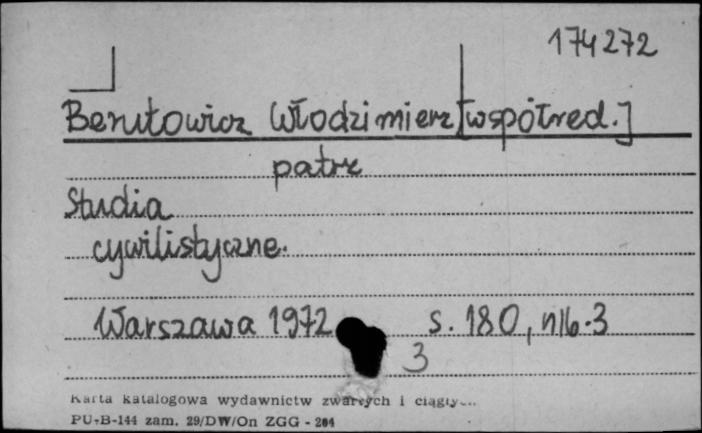 174272
Berutowicz Włodzimierz [współred.]
patrz
Studia
cywilistyczne.
Warszawa 1972 s. 180, nlb. 3
3
Karta katalogowa wydawnictw zwartych i ciągły...
PU-B-144 zam. 29/DW/On ZGG - 204